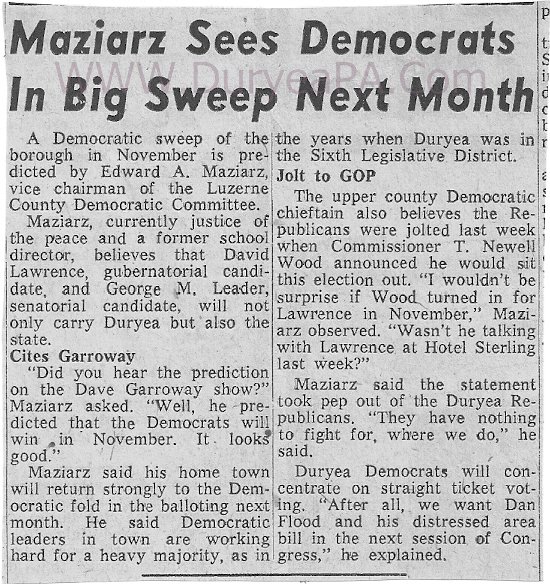 Maziarz Sees Democrats
In Big Sweep Next Month
WWW.DuryeaPA.Com
A Democratic sweep of the
borough in November is pre-
dicted by Edward A. Maziarz,
vice chairman of the Luzerne
County Democratic Committee.
Maziarz, currently justice of
the peace and a former school
director, believes that David
Lawrence, gubernatorial candi-
date, and George M. Leader,
senatorial candidate, will not
only carry Duryea but also the
state.
Cites Garroway
"Did you hear the prediction
on the Dave Garroway show?"
Maziarz asked. "Well, he pre-
dicted that the Democrats will
win in November. It looks
good."
Maziarz said his home town
will return strongly to the Dem-
ocratic fold in the balloting next
month. He said Democratic
leaders in town are working
hard for a heavy majority, as in
the years when Duryea was in
the Sixth Legislative District.
Jolt to GOP
The upper county Democratic
chieftain also believes the Re-
publicans were jolted last week
when Commissioner T. Newell
Wood announced he would sit
this election out. "I wouldn't be
surprise if Wood turned in for
Lawrence in November," Mazi-
arz observed. "Wasn't he talking
with Lawrence at Hotel Sterling
last week?"
Maziarz said the statement
took pep out of the Duryea Re-
publicans. "They have nothing
to fight for, where we do," he
said.
Duryea Democrats will con-
centrate on straight ticket vot-
ing. "After all, we want Dan
Flood and his distressed area
bill in the next session of Con-
gress," he explained.